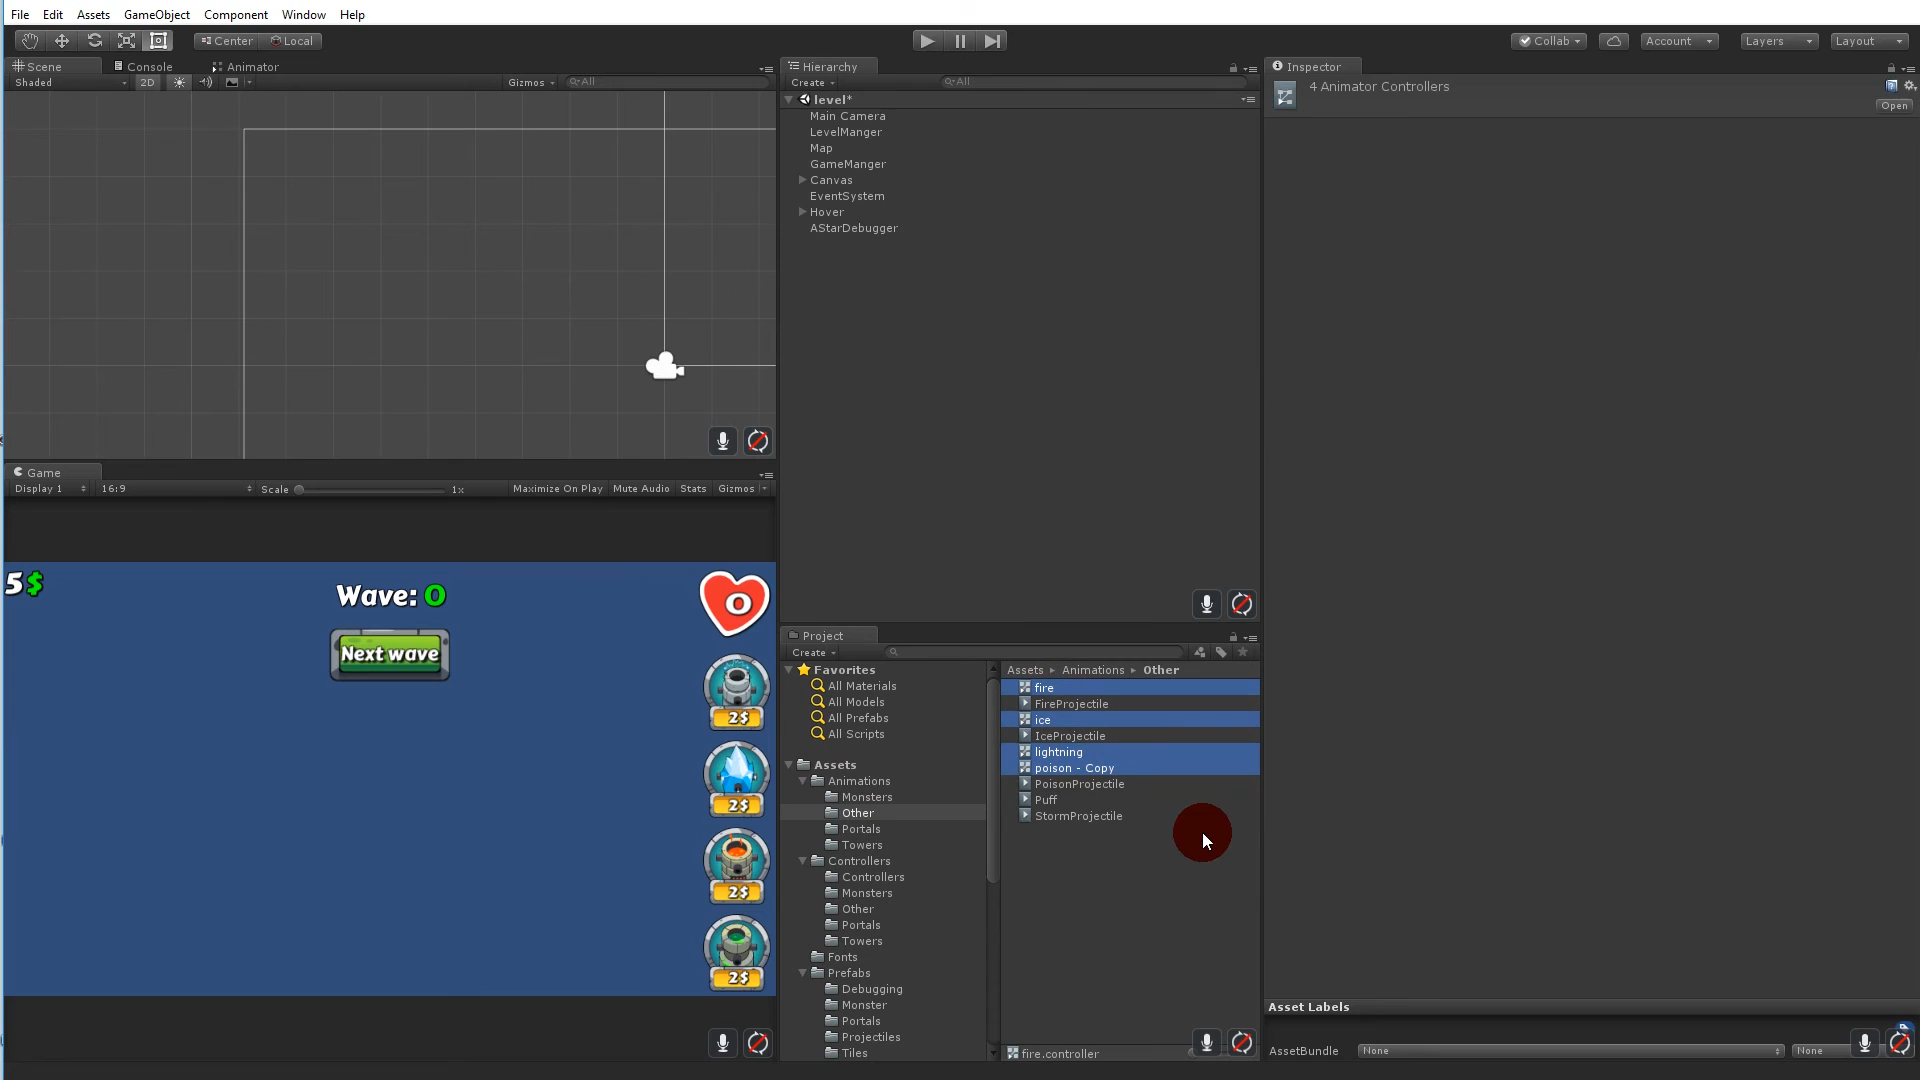 File Edit Assets GameObject Component Window Help
Center Local Collab Account Layers Layout
Scene Console Animator
Shaded 2D Gizmos All
Game
Display 1 16:9 Scale 1x Maximize On Play Mute Audio Stats Gizmos
5$
Wave: 0
0
Next wave
2$
2$
2$
2$
Hierarchy
Create All
level*
Main Camera
LevelManger
Map
GameManger
Canvas
EventSystem
Hover
AStarDebugger
Project
Create
Favorites
All Materials
All Models
All Prefabs
All Scripts
Assets
Animations
Monsters
Other
Portals
Towers
Controllers
Controllers
Monsters
Other
Portals
Towers
Fonts
Prefabs
Debugging
Monster
Portals
Projectiles
Tiles
Assets Animations Other
fire
FireProjectile
ice
IceProjectile
lightning
poison - Copy
PoisonProjectile
Puff
StormProjectile
fire.controller
Inspector
4 Animator Controllers
Open
Asset Labels
AssetBundle None None